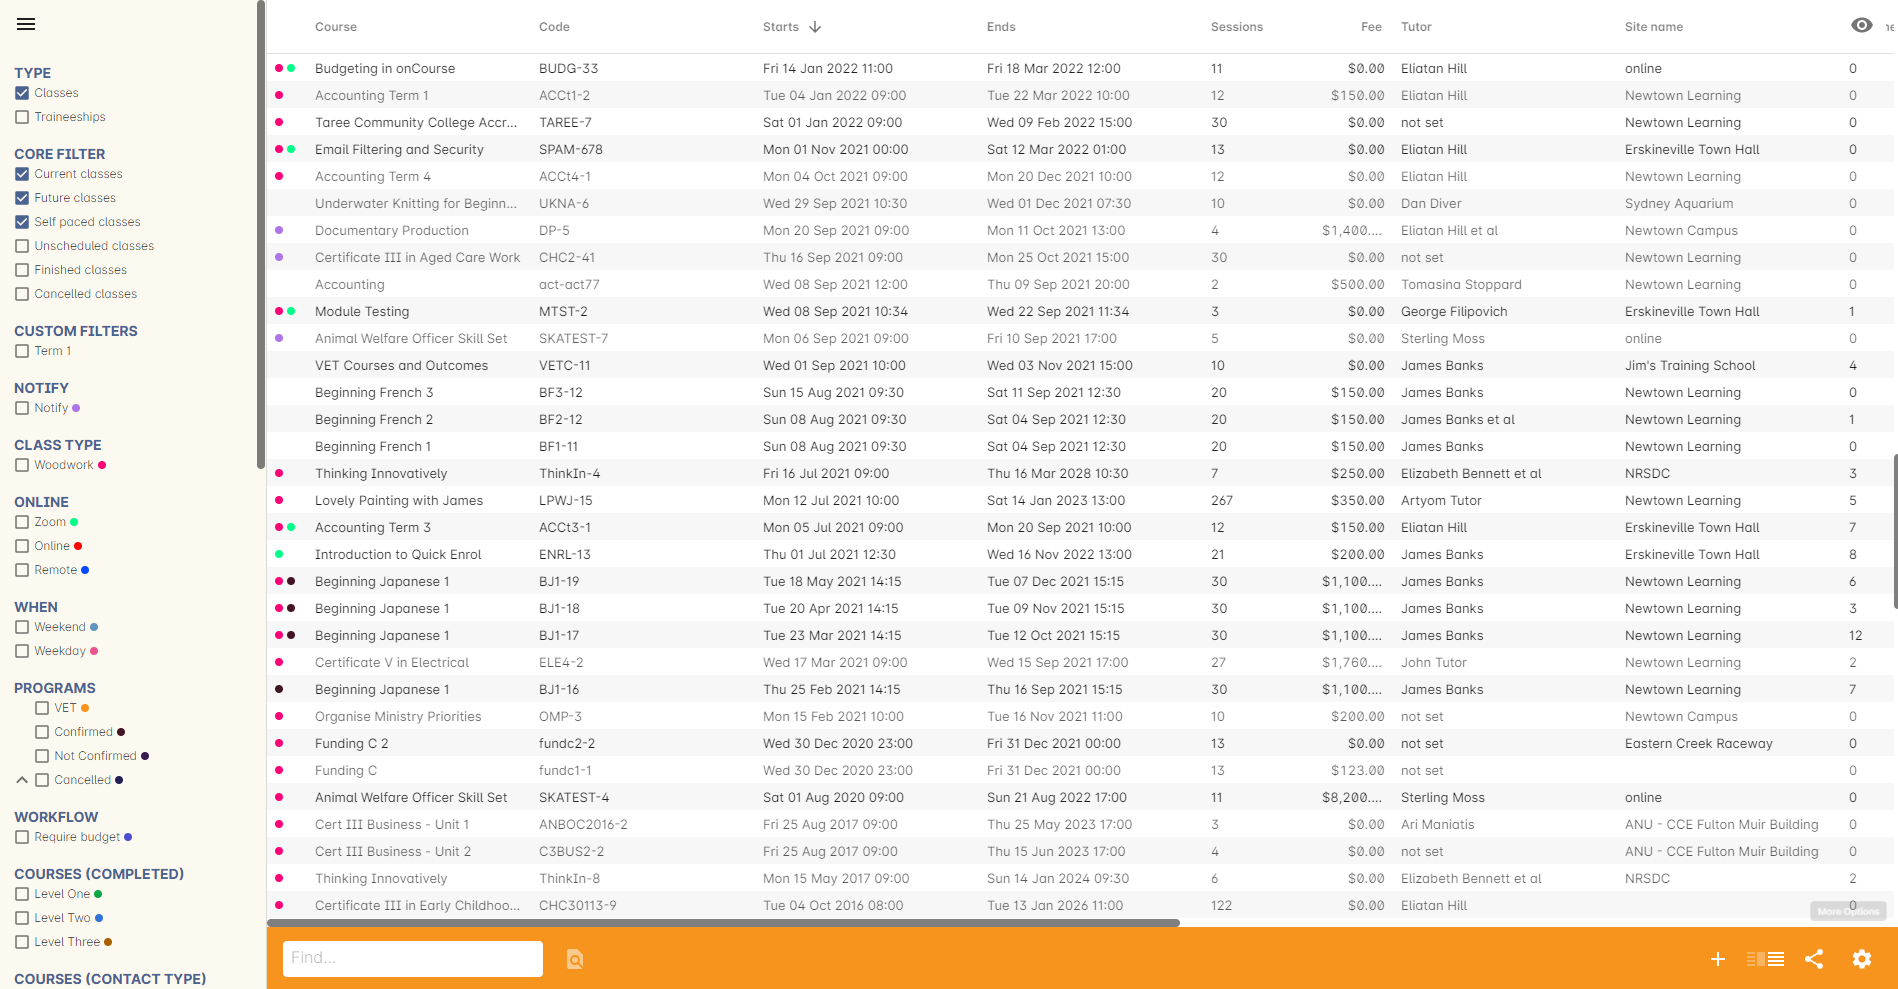 TYPE
Classes
Traineeships
CORE FILTER
Current classes
Future classes
Self paced classes
Unscheduled classes
Finished classes
Cancelled classes
CUSTOM FILTERS
Term 1
NOTIFY
Notify
CLASS TYPE
Woodwork
ONLINE
Zoom
Online
Remote
WHEN
Weekend
Weekday
PROGRAMS
VET
Confirmed
Not Confirmed
Cancelled
WORKFLOW
Require budget
COURSES (COMPLETED)
Level One
Level Two
Level Three
COURSES (CONTACT TYPE)
Course Code Starts Ends Sessions Fee Tutor Site name
Budgeting in onCourse BUDG-33 Fri 14 Jan 2022 11:00 Fri 18 Mar 2022 12:00 11 $0.00 Eliatan Hill online 0
Accounting Term 1 ACCt1-2 Tue 04 Jan 2022 09:00 Tue 22 Mar 2022 10:00 12 $150.00 Eliatan Hill Newtown Learning 0
Taree Community College Accr... TAREE-7 Sat 01 Jan 2022 09:00 Wed 09 Feb 2022 15:00 30 $0.00 not set Newtown Learning 0
Email Filtering and Security SPAM-678 Mon 01 Nov 2021 00:00 Sat 12 Mar 2022 01:00 13 $0.00 Eliatan Hill Erskineville Town Hall 0
Accounting Term 4 ACCt4-1 Mon 04 Oct 2021 09:00 Mon 20 Dec 2021 10:00 12 $0.00 Eliatan Hill Newtown Learning 0
Underwater Knitting for Beginn... UKNA-6 Wed 29 Sep 2021 10:30 Wed 01 Dec 2021 07:30 10 $0.00 Dan Diver Sydney Aquarium 0
Documentary Production DP-5 Mon 20 Sep 2021 09:00 Mon 11 Oct 2021 13:00 4 $1,400.... Eliatan Hill et al Newtown Campus 0
Certificate III in Aged Care Work CHC2-41 Thu 16 Sep 2021 09:00 Mon 25 Oct 2021 15:00 30 $0.00 not set Newtown Learning 0
Accounting act-act77 Wed 08 Sep 2021 12:00 Thu 09 Sep 2021 20:00 2 $500.00 Tomasina Stoppard Newtown Learning 0
Module Testing MTST-2 Wed 08 Sep 2021 10:34 Wed 22 Sep 2021 11:34 3 $0.00 George Filipovich Erskineville Town Hall 1
Animal Welfare Officer Skill Set SKATEST-7 Mon 06 Sep 2021 09:00 Fri 10 Sep 2021 17:00 5 $0.00 Sterling Moss online 0
VET Courses and Outcomes VETC-11 Wed 01 Sep 2021 10:00 Wed 03 Nov 2021 15:00 10 $0.00 James Banks Jim's Training School 4
Beginning French 3 BF3-12 Sun 15 Aug 2021 09:30 Sat 11 Sep 2021 12:30 20 $150.00 James Banks Newtown Learning 0
Beginning French 2 BF2-12 Sun 08 Aug 2021 09:30 Sat 04 Sep 2021 12:30 20 $150.00 James Banks et al Newtown Learning 1
Beginning French 1 BF1-11 Sun 08 Aug 2021 09:30 Sat 04 Sep 2021 12:30 20 $150.00 James Banks Newtown Learning 0
Thinking Innovatively ThinkIn-4 Fri 16 Jul 2021 09:00 Thu 16 Mar 2028 10:30 7 $250.00 Elizabeth Bennett et al NRSDC 3
Lovely Painting with James LPWJ-15 Mon 12 Jul 2021 10:00 Sat 14 Jan 2023 13:00 267 $350.00 Artyom Tutor Newtown Learning 5
Accounting Term 3 ACCt3-1 Mon 05 Jul 2021 09:00 Mon 20 Sep 2021 10:00 12 $150.00 Eliatan Hill Erskineville Town Hall 7
Introduction to Quick Enrol ENRL-13 Thu 01 Jul 2021 12:30 Wed 16 Nov 2022 13:00 21 $200.00 James Banks Erskineville Town Hall 8
Beginning Japanese 1 BJ1-19 Tue 18 May 2021 14:15 Tue 07 Dec 2021 15:15 30 $1,100.... James Banks Newtown Learning 6
Beginning Japanese 1 BJ1-18 Tue 20 Apr 2021 14:15 Tue 09 Nov 2021 15:15 30 $1,100.... James Banks Newtown Learning 3
Beginning Japanese 1 BJ1-17 Tue 23 Mar 2021 14:15 Tue 12 Oct 2021 15:15 30 $1,100.... James Banks Newtown Learning 12
Certificate V in Electrical ELE4-2 Wed 17 Mar 2021 09:00 Wed 15 Sep 2021 17:00 27 $1,760.... John Tutor Newtown Learning 2
Beginning Japanese 1 BJ1-16 Thu 25 Feb 2021 14:15 Thu 16 Sep 2021 15:15 30 $1,100.... James Banks Newtown Learning 7
Organise Ministry Priorities OMP-3 Mon 15 Feb 2021 10:00 Tue 16 Nov 2021 11:00 10 $200.00 not set Newtown Campus 0
Funding C 2 fundc2-2 Wed 30 Dec 2020 23:00 Fri 31 Dec 2021 00:00 13 $0.00 not set Eastern Creek Raceway 0
Funding C fundc1-1 Wed 30 Dec 2020 23:00 Fri 31 Dec 2021 00:00 13 $123.00 not set 0
Animal Welfare Officer Skill Set SKATEST-4 Sat 01 Aug 2020 09:00 Sun 21 Aug 2022 17:00 11 $8,200.... Sterling Moss online 0
Cert III Business - Unit 1 ANBOC2016-2 Fri 25 Aug 2017 09:00 Thu 25 May 2023 17:00 3 $0.00 Ari Maniatis ANU - CCE Fulton Muir Building 0
Cert III Business - Unit 2 C3BUS2-2 Fri 25 Aug 2017 09:00 Thu 15 Jun 2023 17:00 4 $0.00 not set ANU - CCE Fulton Muir Building 0
Thinking Innovatively ThinkIn-8 Mon 15 May 2017 09:00 Sun 14 Jan 2024 09:30 6 $0.00 Elizabeth Bennett et al NRSDC 2
Certificate III in Early Childhoo... CHC30113-9 Tue 04 Oct 2016 08:00 Tue 13 Jan 2026 11:00 122 $0.00 Eliatan Hill 0
More Options
Find...